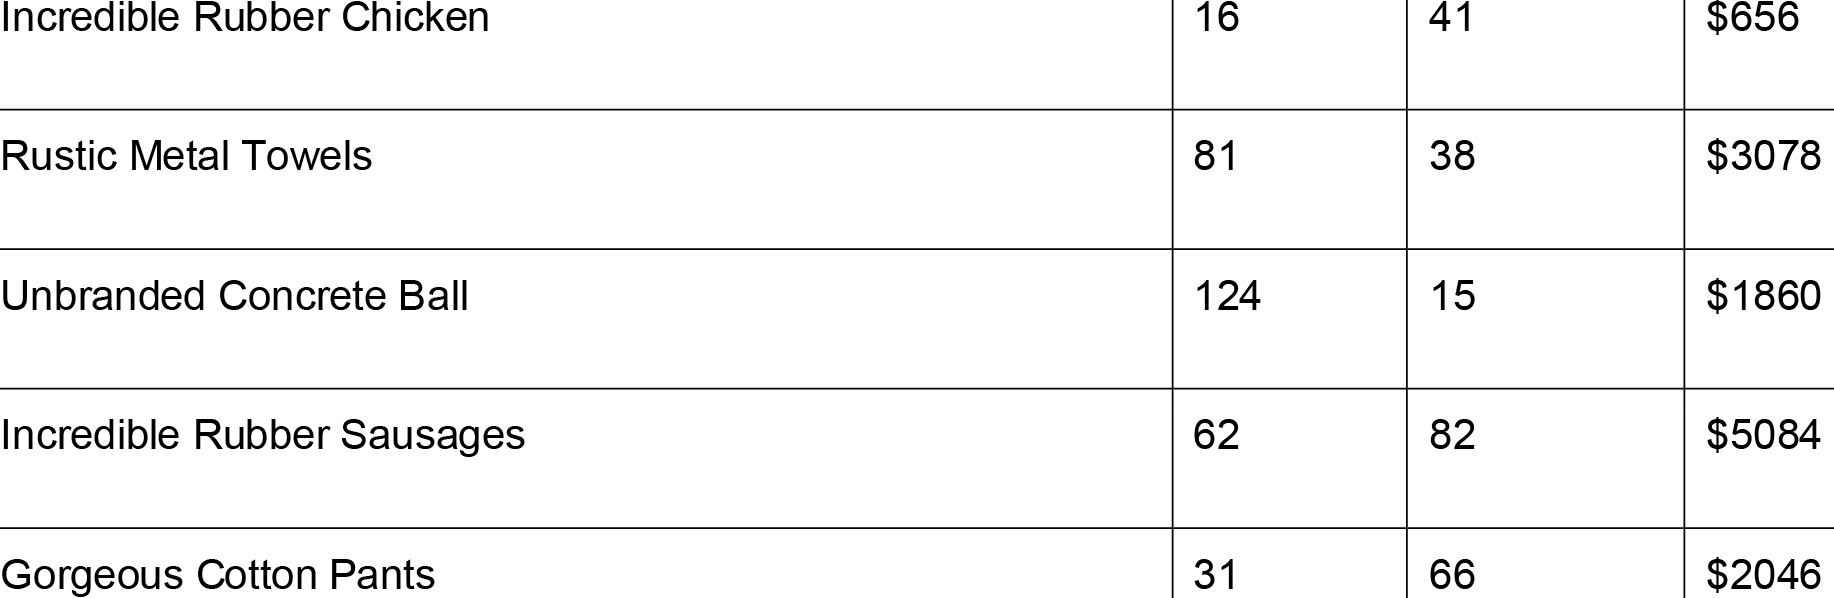 Incredible Rubber Chicken 16 41 $656
Rustic Metal Towels 81 38 $3078
Unbranded Concrete Ball 124 15 $1860
Incredible Rubber Sausages 62 82 $5084
Gorgeous Cotton Pants 31 66 $2046